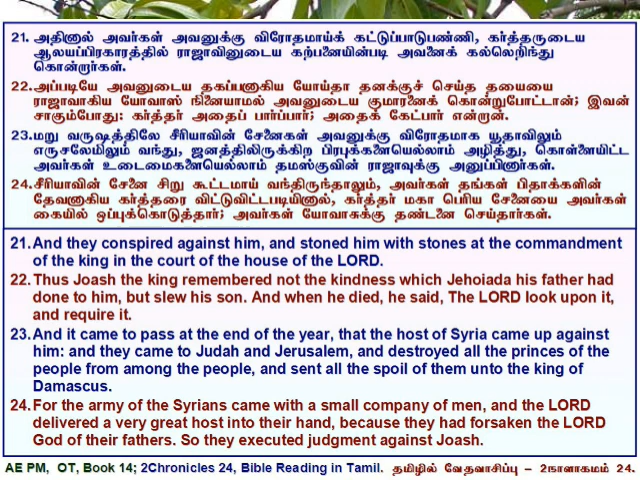 21. அதினால் அவர்கள் அவனுக்கு விரோதமாய்க் கட்டுப்பாடுபண்ணி, கர்த்தருடைய
ஆலயப்பிரகாரத்தில் ராஜாவினுடைய கற்பனையின்படி அவனைக் கல்லெறிந்து
கொன்றார்கள்.
22.அப்படியே அவனுடைய தகப்பனாகிய யோய்தா தனக்குச் செய்த தயையை
ராஜாவாகிய யோவாஸ் நினையாமல் அவனுடைய குமாரனைக் கொன்றுபோட்டான்; இவன்
சாகும்போது: கர்த்தர் அதைப் பார்ப்பார்; அதைக் கேட்பார் என்றான்.
23.மறு வருஷத்திலே சீரியாவின் சேனைகள் அவனுக்கு விரோதமாக யூதாவிலும்
எருசலேமிலும் வந்து, ஜனத்திலிருக்கிற பிரபுக்களையெல்லாம் அழித்து, கொள்ளையிட்ட
அவர்கள் உடைமைகளையெல்லாம் தமஸ்குவின் ராஜாவுக்கு அனுப்பினார்கள்.
24.சீரியாவின் சேனை சிறு கூட்டமாய் வந்திருந்தாலும், அவர்கள் தங்கள் பிதாக்களின்
தேவனாகிய கர்த்தரை விட்டுவிட்டபடியினால், கர்த்தர் மகா பெரிய சேனையை அவர்கள்
கையில் ஒப்புக்கொடுத்தார்; அவர்கள் யோவாசுக்கு தண்டனை செய்தார்கள்.
21.And they conspired against him, and stoned him with stones at the commandment
of the king in the court of the house of the LORD.
22.Thus Joash the king remembered not the kindness which Jehoiada his father had
done to him, but slew his son. And when he died, he said, The LORD look upon it,
and require it.
23.And it came to pass at the end of the year, that the host of Syria came up against
him: and they came to Judah and Jerusalem, and destroyed all the princes of the
people from among the people, and sent all the spoil of them unto the king of
Damascus.
24.For the army of the Syrians came with a small company of men, and the LORD
delivered a very great host into their hand, because they had forsaken the LORD
God of their fathers. So they executed judgment against Joash.
AE PM, OT, Book 14; 2Chronicles 24, Bible Reading in Tamil. தமிழில் வேதவாசிப்பு – 2நாளாகமம் 24.